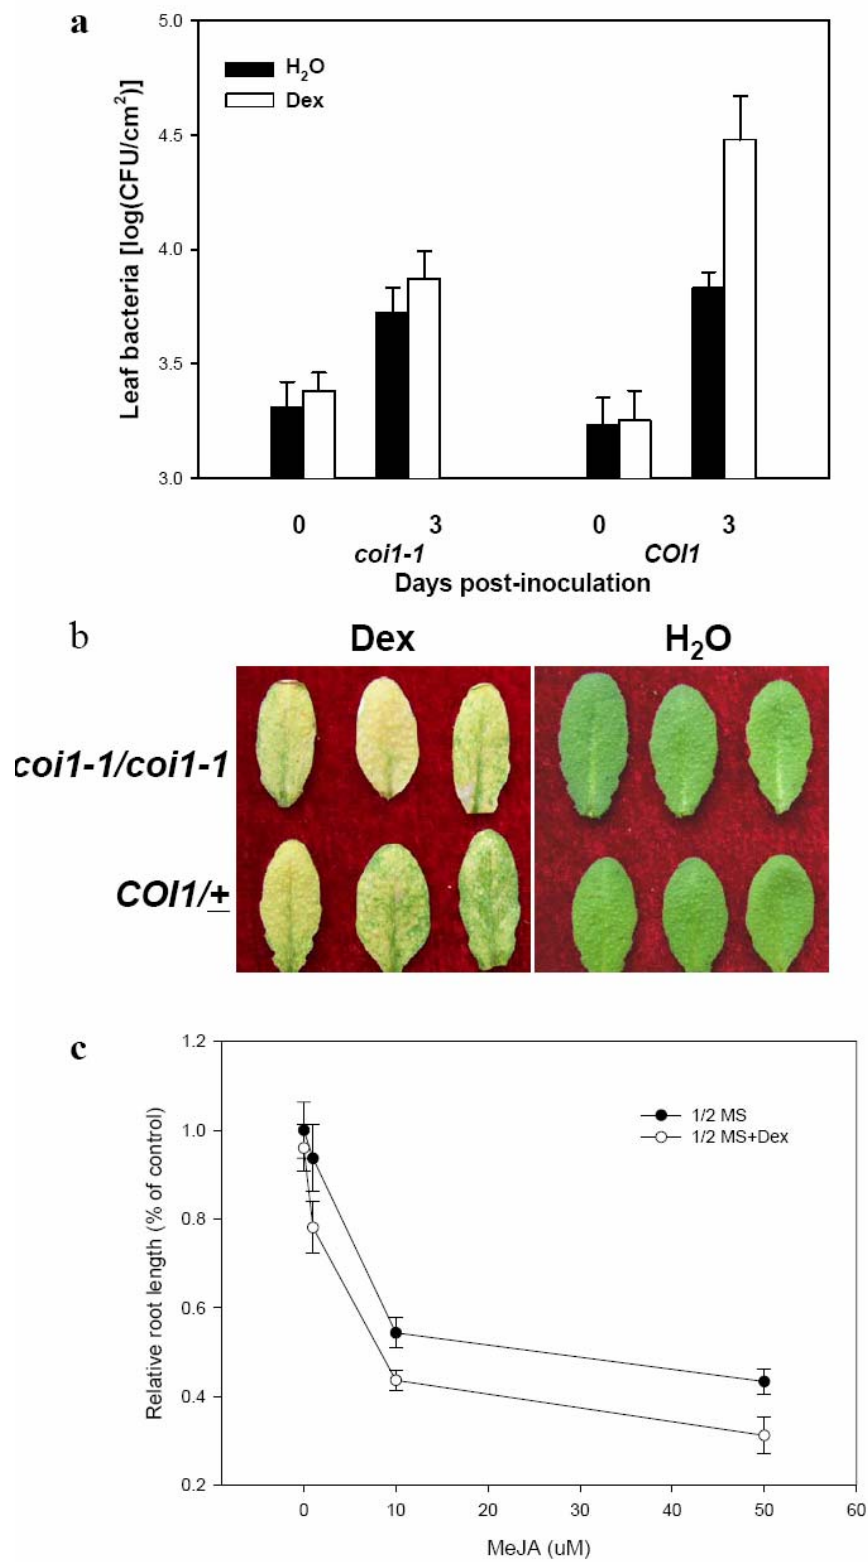 a
5.0
4.5
4.0
3.5
3.0
Leaf bacteria [log(CFU/cm²)]
H₂O
Dex
0 3 0 3
coi1-1 COI1
Days post-inoculation
b
Dex H₂O
coi1-1/coi1-1
COI1/+
c
1.2
1.0
0.8
0.6
0.4
0.2
Relative root length (% of control)
1/2 MS
1/2 MS+Dex
0 10 20 30 40 50 60
MeJA (uM)